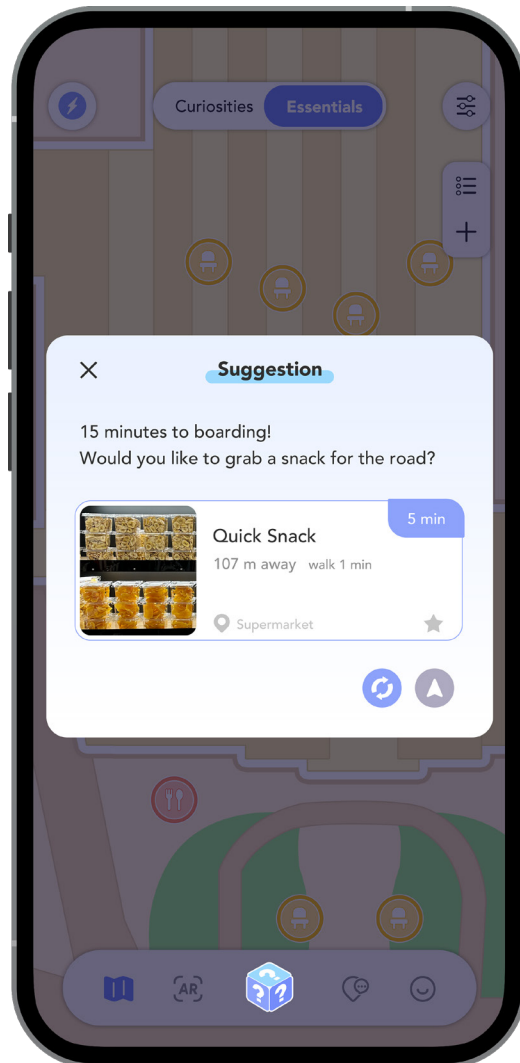 Curiosities
Essentials
Suggestion
15 minutes to boarding!
Would you like to grab a snack for the road?
5 min
Quick Snack
107 m away walk 1 min
Supermarket
AR
? ? ?